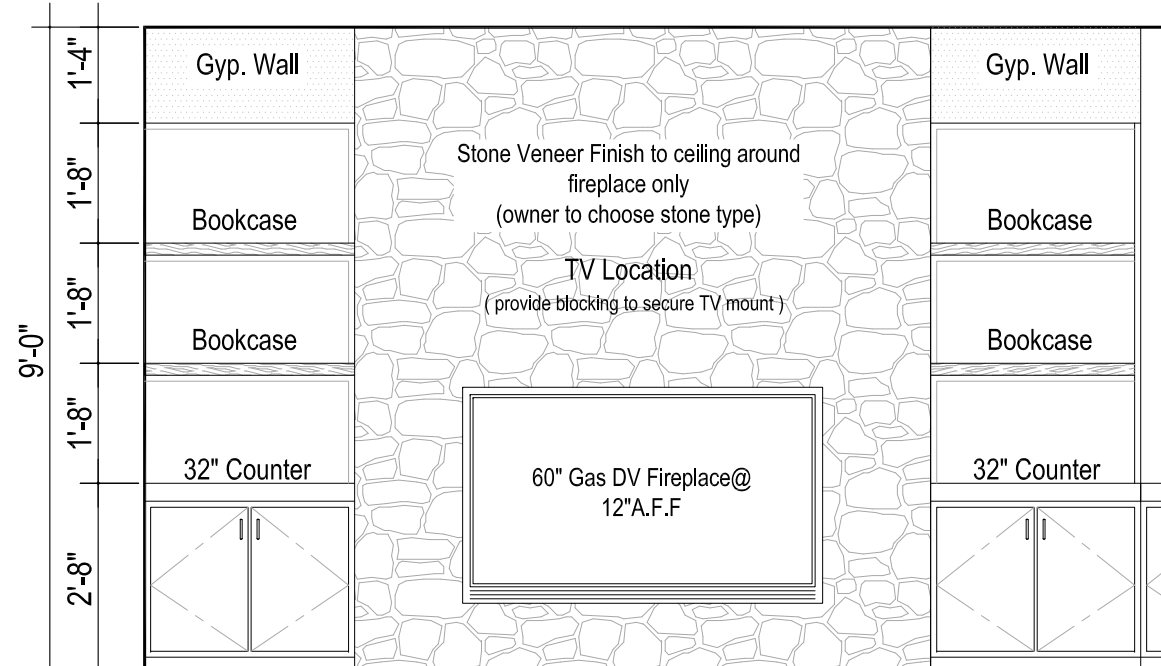 1'-4"
1'-8"
1'-8"
1'-8"
2'-8"
9'-0"
Gyp. Wall
Bookcase
Bookcase
32" Counter
Stone Veneer Finish to ceiling around
fireplace only
(owner to choose stone type)
TV Location
( provide blocking to secure TV mount )
60" Gas DV Fireplace@
12"A.F.F
Gyp. Wall
Bookcase
Bookcase
32" Counter